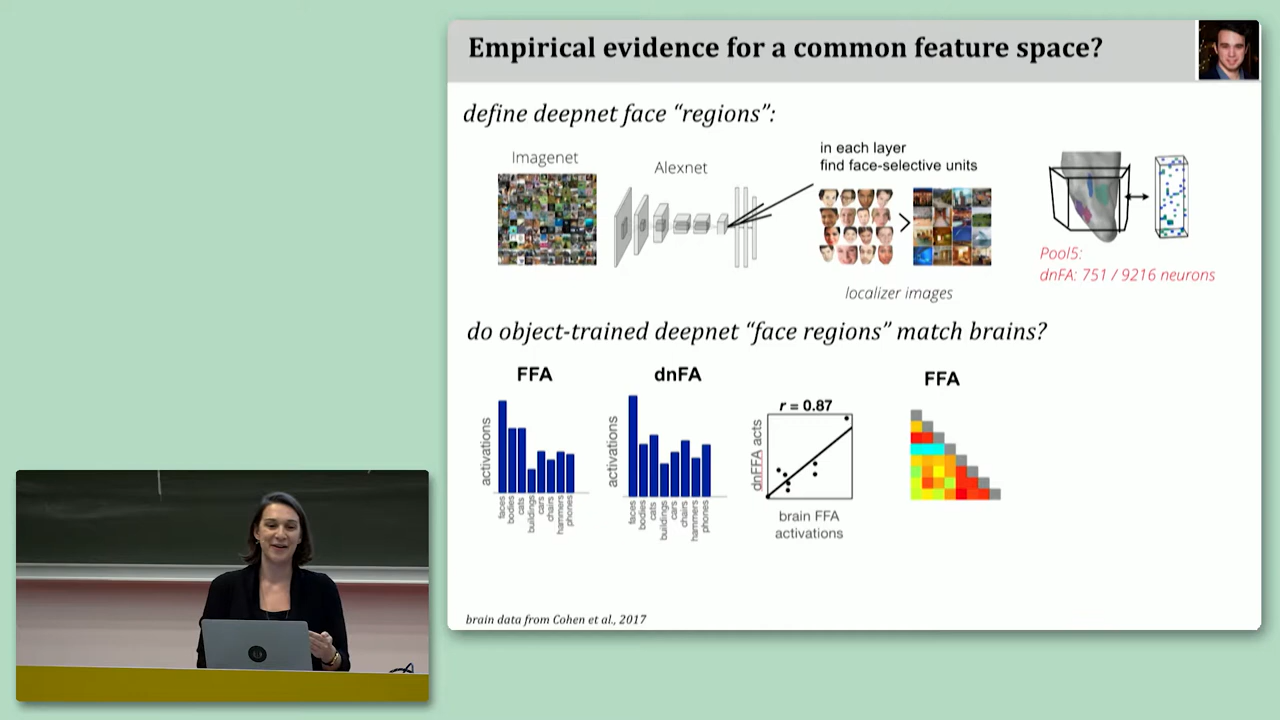 Empirical evidence for a common feature space?
define deepnet face “regions”:
Imagenet
Alexnet
in each layer
find face-selective units
>
localizer images
Pool5:
dnFA: 751 / 9216 neurons
do object-trained deepnet “face regions” match brains?
FFA
activations
faces
bodies
cats
buildings
cars
chairs
hammers
phones
dnFA
activations
faces
bodies
cats
buildings
cars
chairs
hammers
phones
r = 0.87
dnFFA acts
brain FFA
activations
FFA
brain data from Cohen et al., 2017